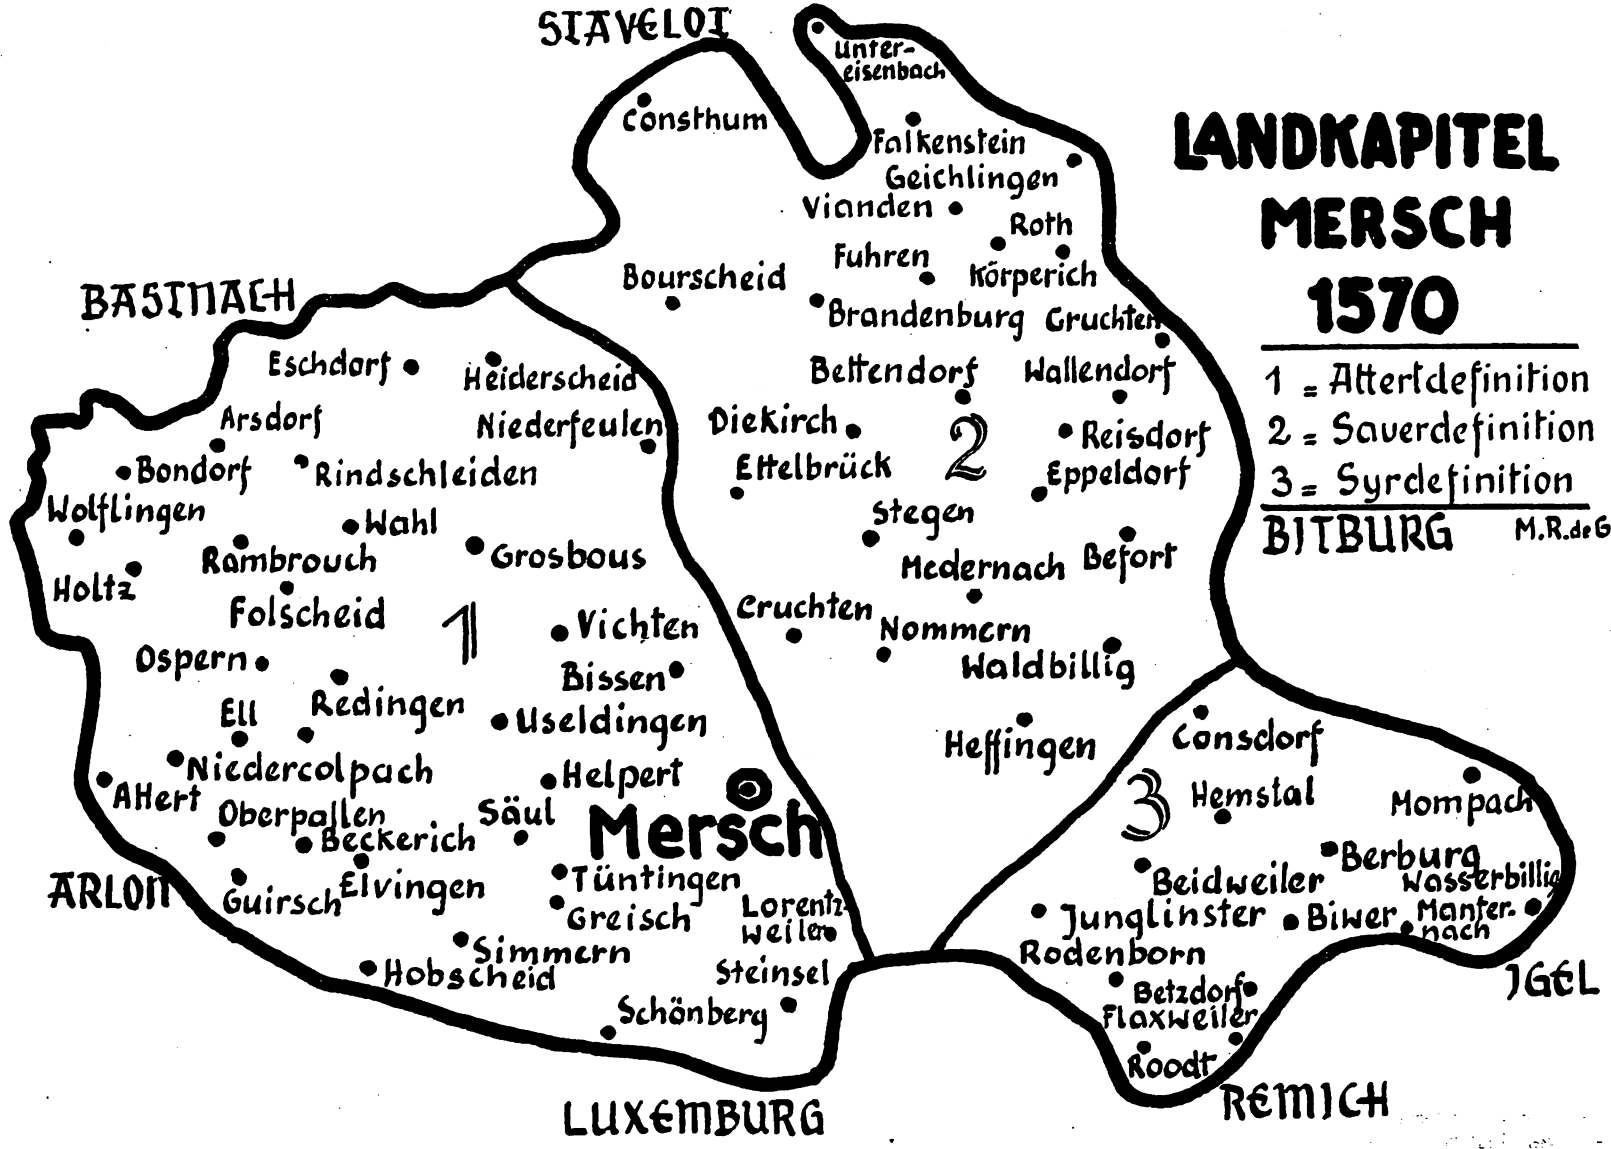 STAVELOT
Unter-
eisenbach
Consthum
LANDKAPITEL
MERSCH
1570
Falkenstein
Geichlingen
Vianden
Roth
Fuhren
Körperich
Bourscheid
Brandenburg
Gruchten
BASTNACH
1 = Attertdefinition
2 = Sauerdefinition
3 = Syrdefinition
BITBURG
M.R.de G
Eschdorf
Heiderscheid
Bettendorf
Wallendorf
Arsdorf
Niederfeulen
Diekirch
2
Reisdorf
Bondorf
Rindschleiden
Ettelbrück
Eppeldorf
Wolflingen
Wahl
Stegen
Rambrouch
Grosbous
Medernach
Befort
Holtz
Folscheid
1
Vichten
Cruchten
Nommern
Ospern
Bissen
Waldbillig
Ell
Redingen
Useldingen
Heffingen
Consdorf
Niedercolpach
Helpert
Attert
Oberpallen
Säul
Mersch
3
Hemstal
Mompach
Beckerich
Berburg
ARLON
Guirsch
Elvingen
Tüntingen
Beidweiler
Wasserbillig
Greisch
Lorentz-
weiler
Junglinster
Biwer
Manter-
nach
Simmern
Rodenborn
Hobscheid
Steinsel
Betzdorf
IGEL
Schönberg
Flaxweiler
Roodt
LUXEMBURG
REMICH